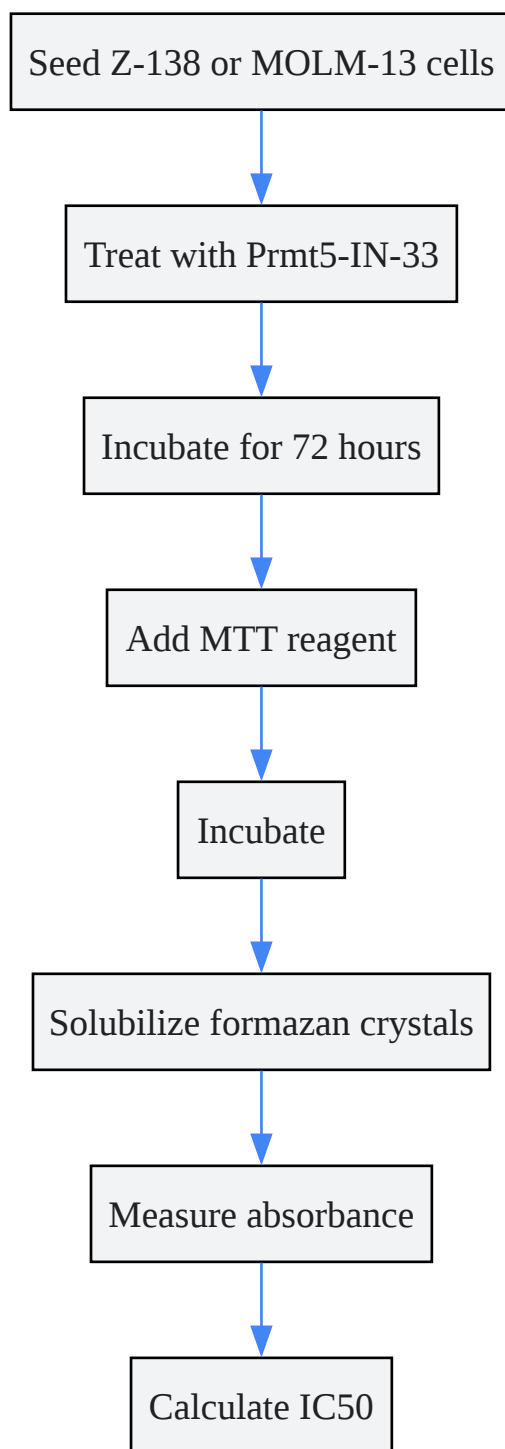 Seed Z-138 or MOLM-13 cells
Treat with Prmt5-IN-33
Incubate for 72 hours
Add MTT reagent
Incubate
Solubilize formazan crystals
Measure absorbance
Calculate IC50